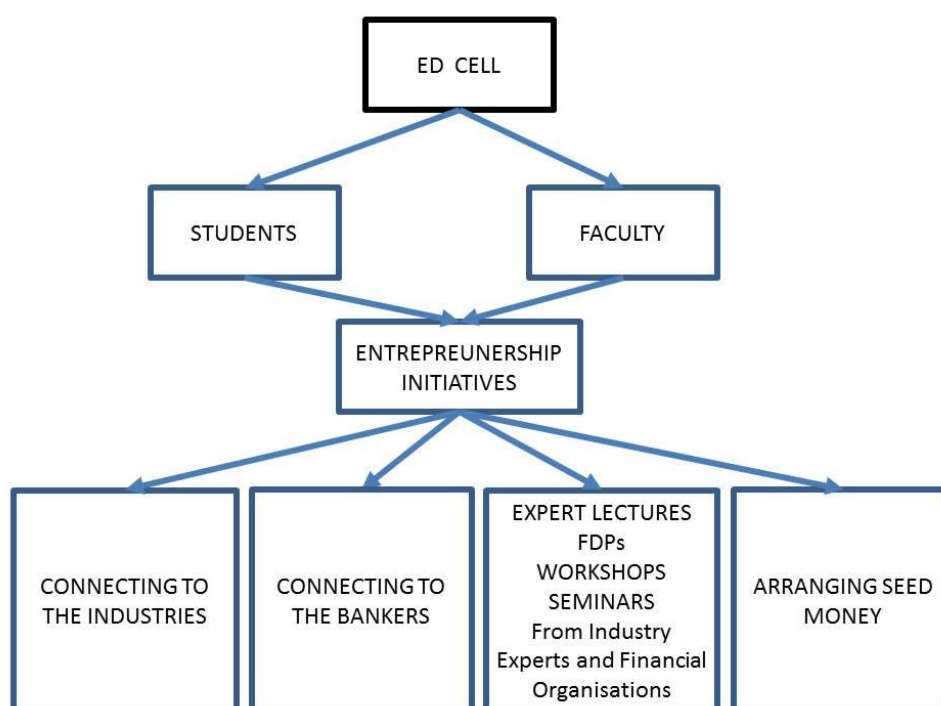 ED CELL
STUDENTS
FACULTY
ENTREPREUNERSHIP
INITIATIVES
CONNECTING TO
THE INDUSTRIES
CONNECTING TO
THE BANKERS
EXPERT LECTURES
FDPs
WORKSHOPS
SEMINARS
From Industry
Experts and Financial
Organisations
ARRANGING SEED
MONEY